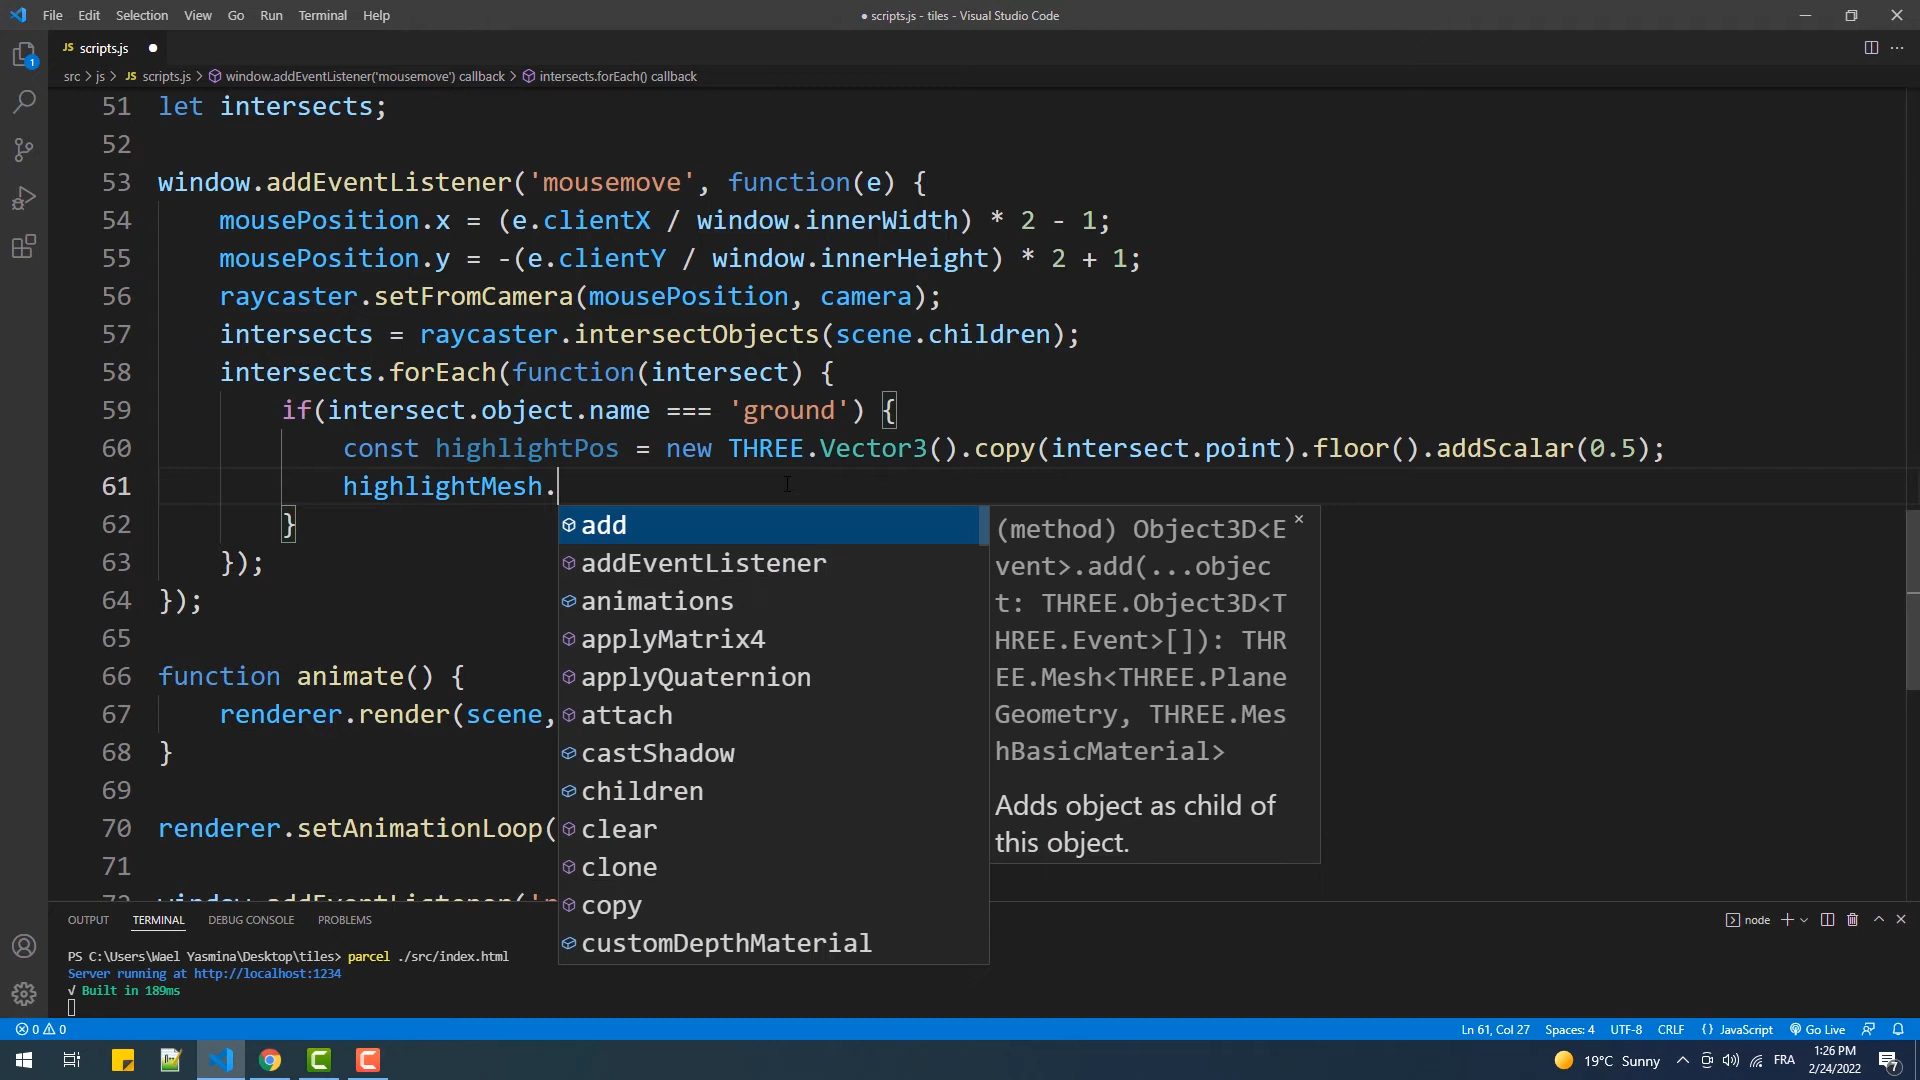 File Edit Selection View Go Run Terminal Help
● scripts.js - tiles - Visual Studio Code
JS scripts.js ●
src > js > JS scripts.js > window.addEventListener('mousemove') callback > intersects.forEach() callback
51 let intersects;
52
53 window.addEventListener('mousemove', function(e) {
54 mousePosition.x = (e.clientX / window.innerWidth) * 2 - 1;
55 mousePosition.y = -(e.clientY / window.innerHeight) * 2 + 1;
56 raycaster.setFromCamera(mousePosition, camera);
57 intersects = raycaster.intersectObjects(scene.children);
58 intersects.forEach(function(intersect) {
59 if(intersect.object.name === 'ground') {
60 const highlightPos = new THREE.Vector3().copy(intersect.point).floor().addScalar(0.5);
61 highlightMesh.
62 }
63 });
64 });
65
66 function animate() {
67 renderer.render(scene,
68 }
69
70 renderer.setAnimationLoop(
71
add
addEventListener
animations
applyMatrix4
applyQuaternion
attach
castShadow
children
clear
clone
copy
customDepthMaterial
(method) Object3D<E
vent>.add(...objec
t: THREE.Object3D<T
HREE.Event>[]): THR
EE.Mesh<THREE.Plane
Geometry, THREE.Mes
hBasicMaterial>
Adds object as child of
this object.
OUTPUT TERMINAL DEBUG CONSOLE PROBLEMS
node
PS C:\Users\Wael Yasmina\Desktop\tiles> parcel ./src/index.html
Server running at http://localhost:1234
√ Built in 189ms
0 0
Ln 61, Col 27 Spaces: 4 UTF-8 CRLF {} JavaScript Go Live
19°C Sunny
FRA
1:26 PM
2/24/2022
7
1